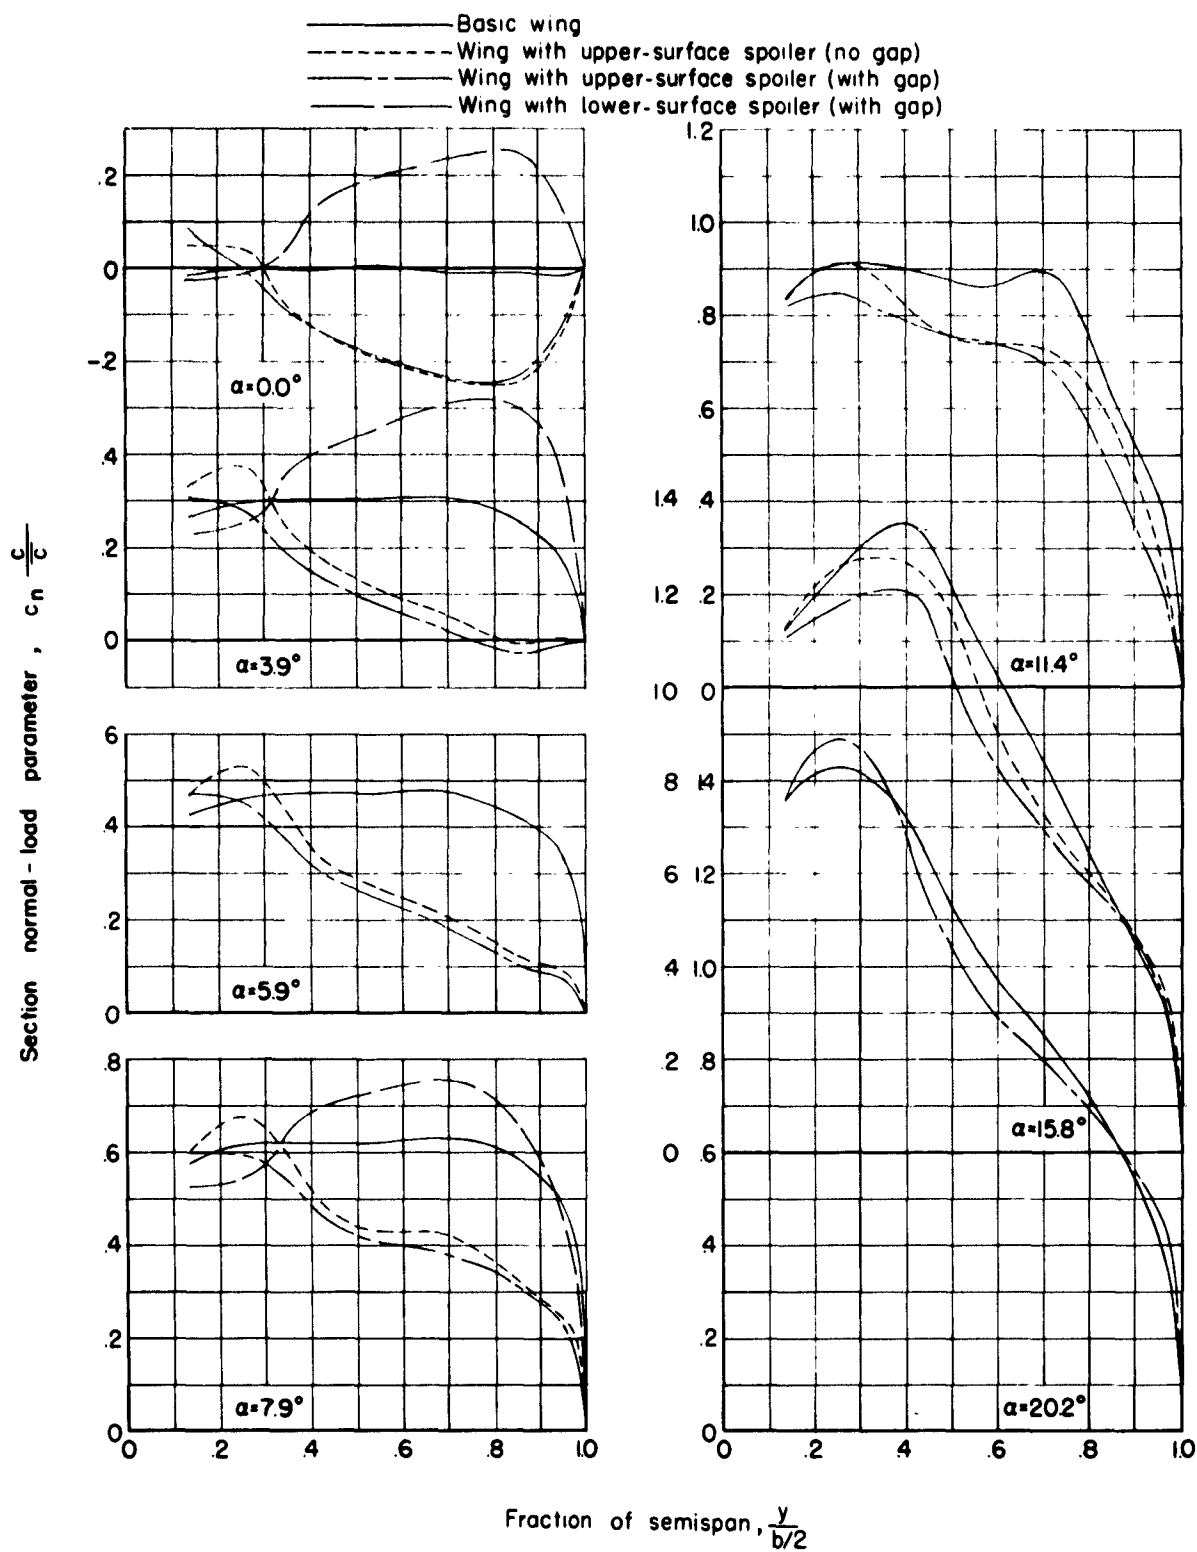 Basic wing
Wing with upper-surface spoiler (no gap)
Wing with upper-surface spoiler (with gap)
Wing with lower-surface spoiler (with gap)
Section normal-load parameter, cn c/c̿
.2
0
-.2
α=0.0°
.4
.2
0
α=3.9°
6
.4
.2
0
α=5.9°
.8
.6
.4
.2
0
α=7.9°
0 .2 .4 .6 .8 1.0
1.2
1.0
.8
.6
1.4 .4
1.2 .2
α=11.4°
1.0 0
8 1.4
6 1.2
4 1.0
.2 .8
α=15.8°
0 .6
.4
.2
0
α=20.2°
0 .2 .4 .6 .8 1.0
Fraction of semispan, y/b/2